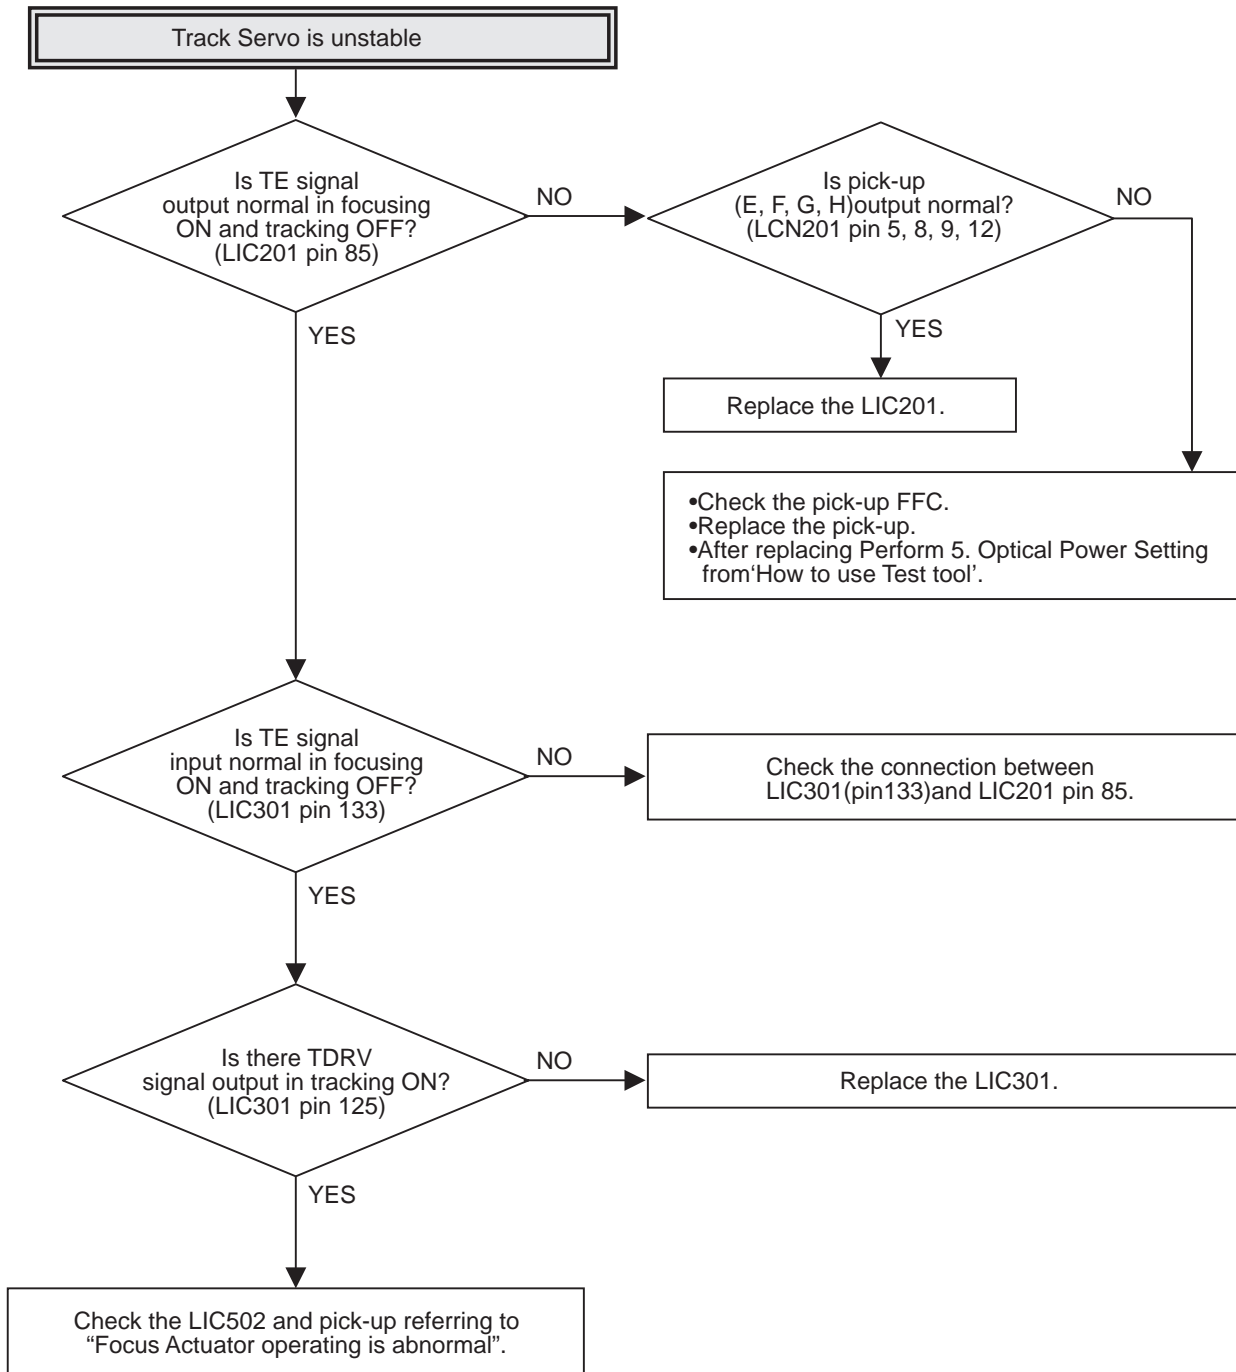 Track Servo is unstable
Is TE signal
output normal in focusing
ON and tracking OFF?
(LIC201 pin 85)
NO
Is pick-up
(E, F, G, H)output normal?
(LCN201 pin 5, 8, 9, 12)
NO
YES
YES
Replace the LIC201.
•Check the pick-up FFC.
•Replace the pick-up.
•After replacing Perform 5. Optical Power Setting
from‘How to use Test tool’.
Is TE signal
input normal in focusing
ON and tracking OFF?
(LIC301 pin 133)
NO
Check the connection between
LIC301(pin133)and LIC201 pin 85.
YES
Is there TDRV
signal output in tracking ON?
(LIC301 pin 125)
NO
Replace the LIC301.
YES
Check the LIC502 and pick-up referring to
“Focus Actuator operating is abnormal”.